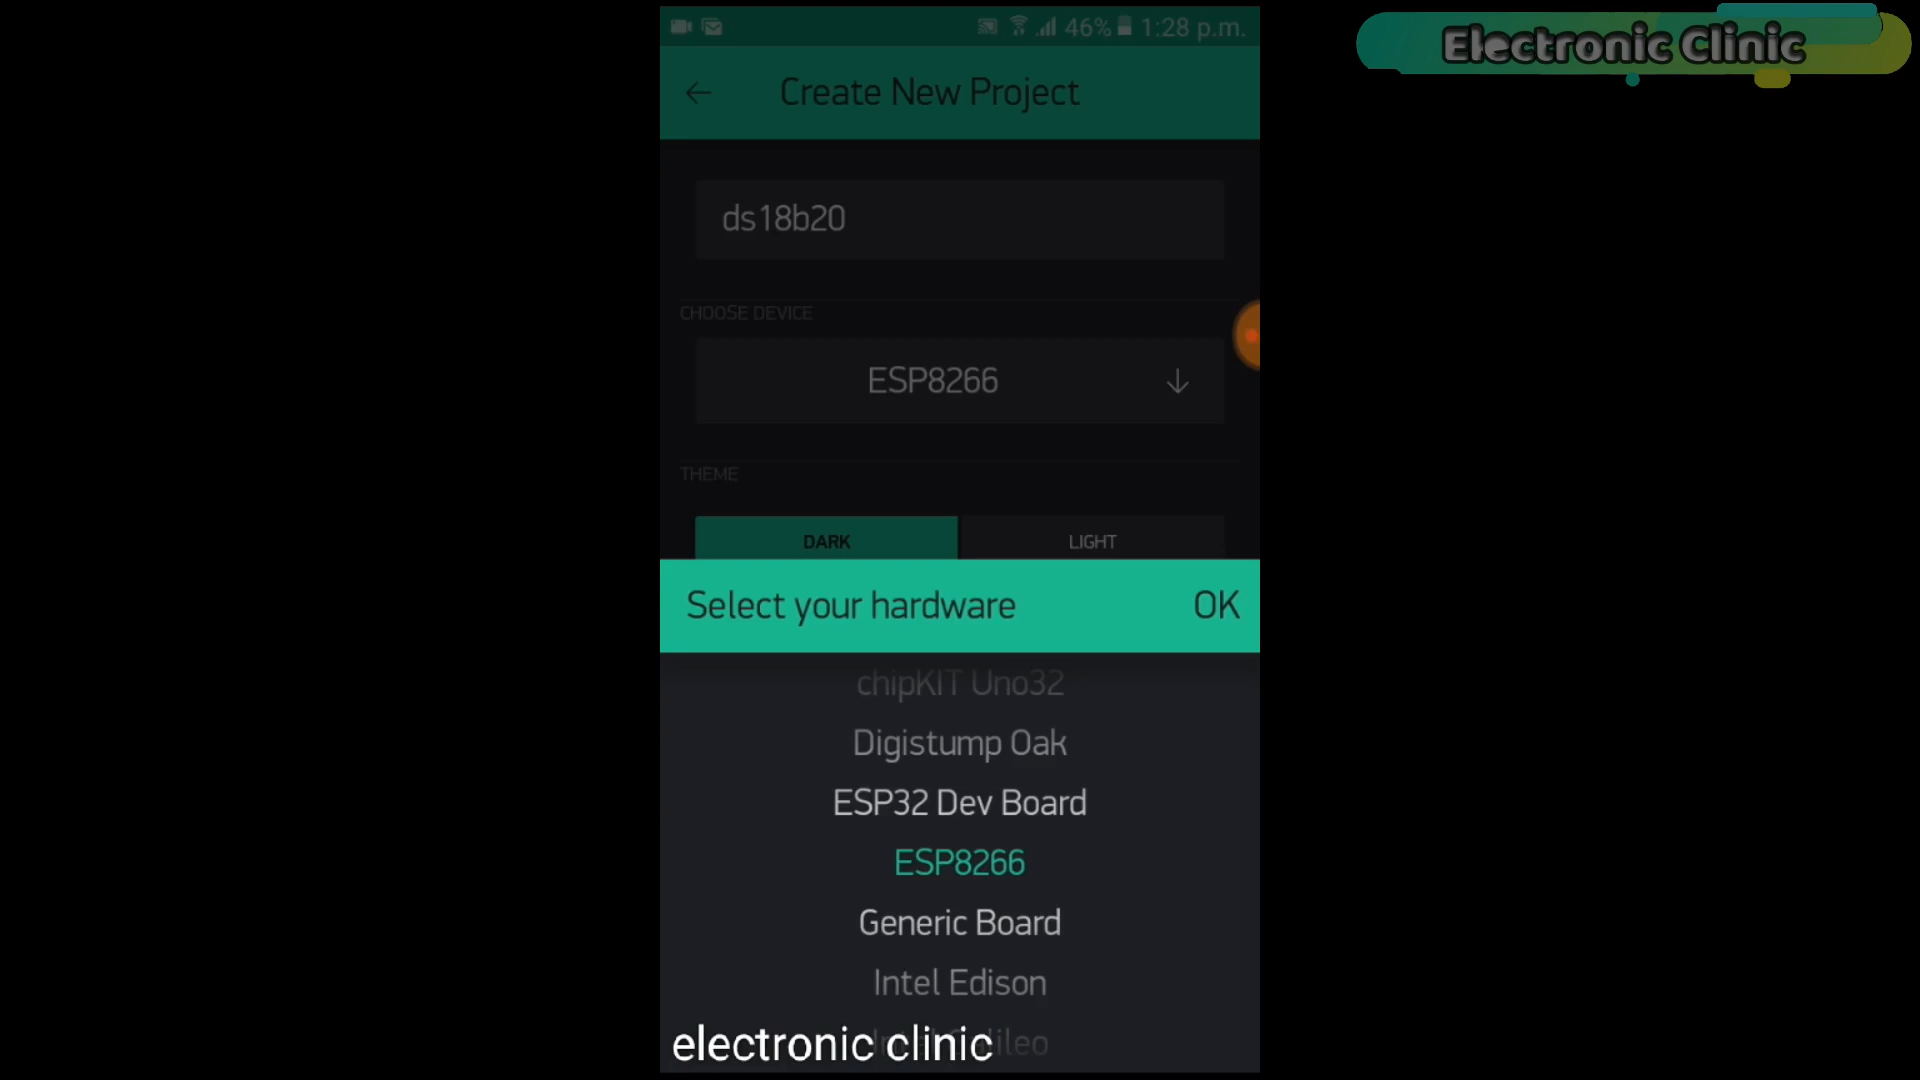 46% 1:28 p.m.
Electronic Clinic
Create New Project
ds18b20
CHOOSE DEVICE
ESP8266
THEME
DARK LIGHT
Select your hardware OK
chipKIT Uno32
Digistump Oak
ESP32 Dev Board
ESP8266
Generic Board
Intel Edison
electronic clinic